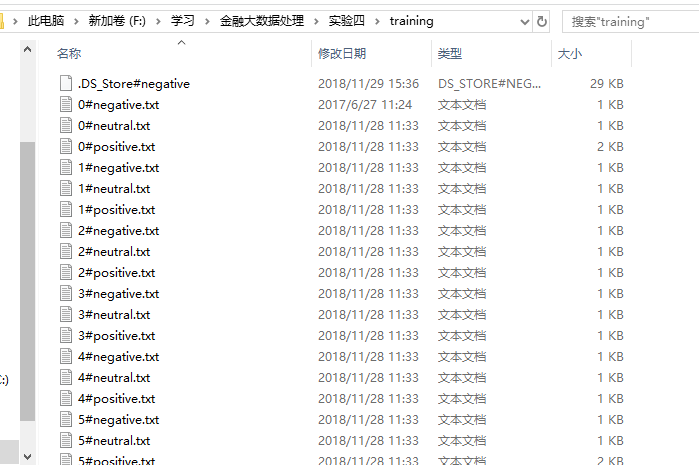 此电脑 > 新加卷 (F:) > 学习 > 金融大数据处理 > 实验四 > training 搜索"training"
名称 修改日期 类型 大小
.DS_Store#negative 2018/11/29 15:36 DS_STORE#NEG... 29 KB
0#negative.txt 2017/6/27 11:24 文本文档 1 KB
0#neutral.txt 2018/11/28 11:33 文本文档 1 KB
0#positive.txt 2018/11/28 11:33 文本文档 2 KB
1#negative.txt 2018/11/28 11:33 文本文档 1 KB
1#neutral.txt 2018/11/28 11:33 文本文档 1 KB
1#positive.txt 2018/11/28 11:33 文本文档 1 KB
2#negative.txt 2018/11/28 11:33 文本文档 1 KB
2#neutral.txt 2018/11/28 11:33 文本文档 1 KB
2#positive.txt 2018/11/28 11:33 文本文档 1 KB
3#negative.txt 2018/11/28 11:33 文本文档 1 KB
3#neutral.txt 2018/11/28 11:33 文本文档 1 KB
3#positive.txt 2018/11/28 11:33 文本文档 1 KB
4#negative.txt 2018/11/28 11:33 文本文档 1 KB
:)
4#neutral.txt 2018/11/28 11:33 文本文档 1 KB
4#positive.txt 2018/11/28 11:33 文本文档 1 KB
5#negative.txt 2018/11/28 11:33 文本文档 1 KB
5#neutral.txt 2018/11/28 11:33 文本文档 1 KB
5#positive.txt 2018/11/28 11:33 文本文档 2 KB